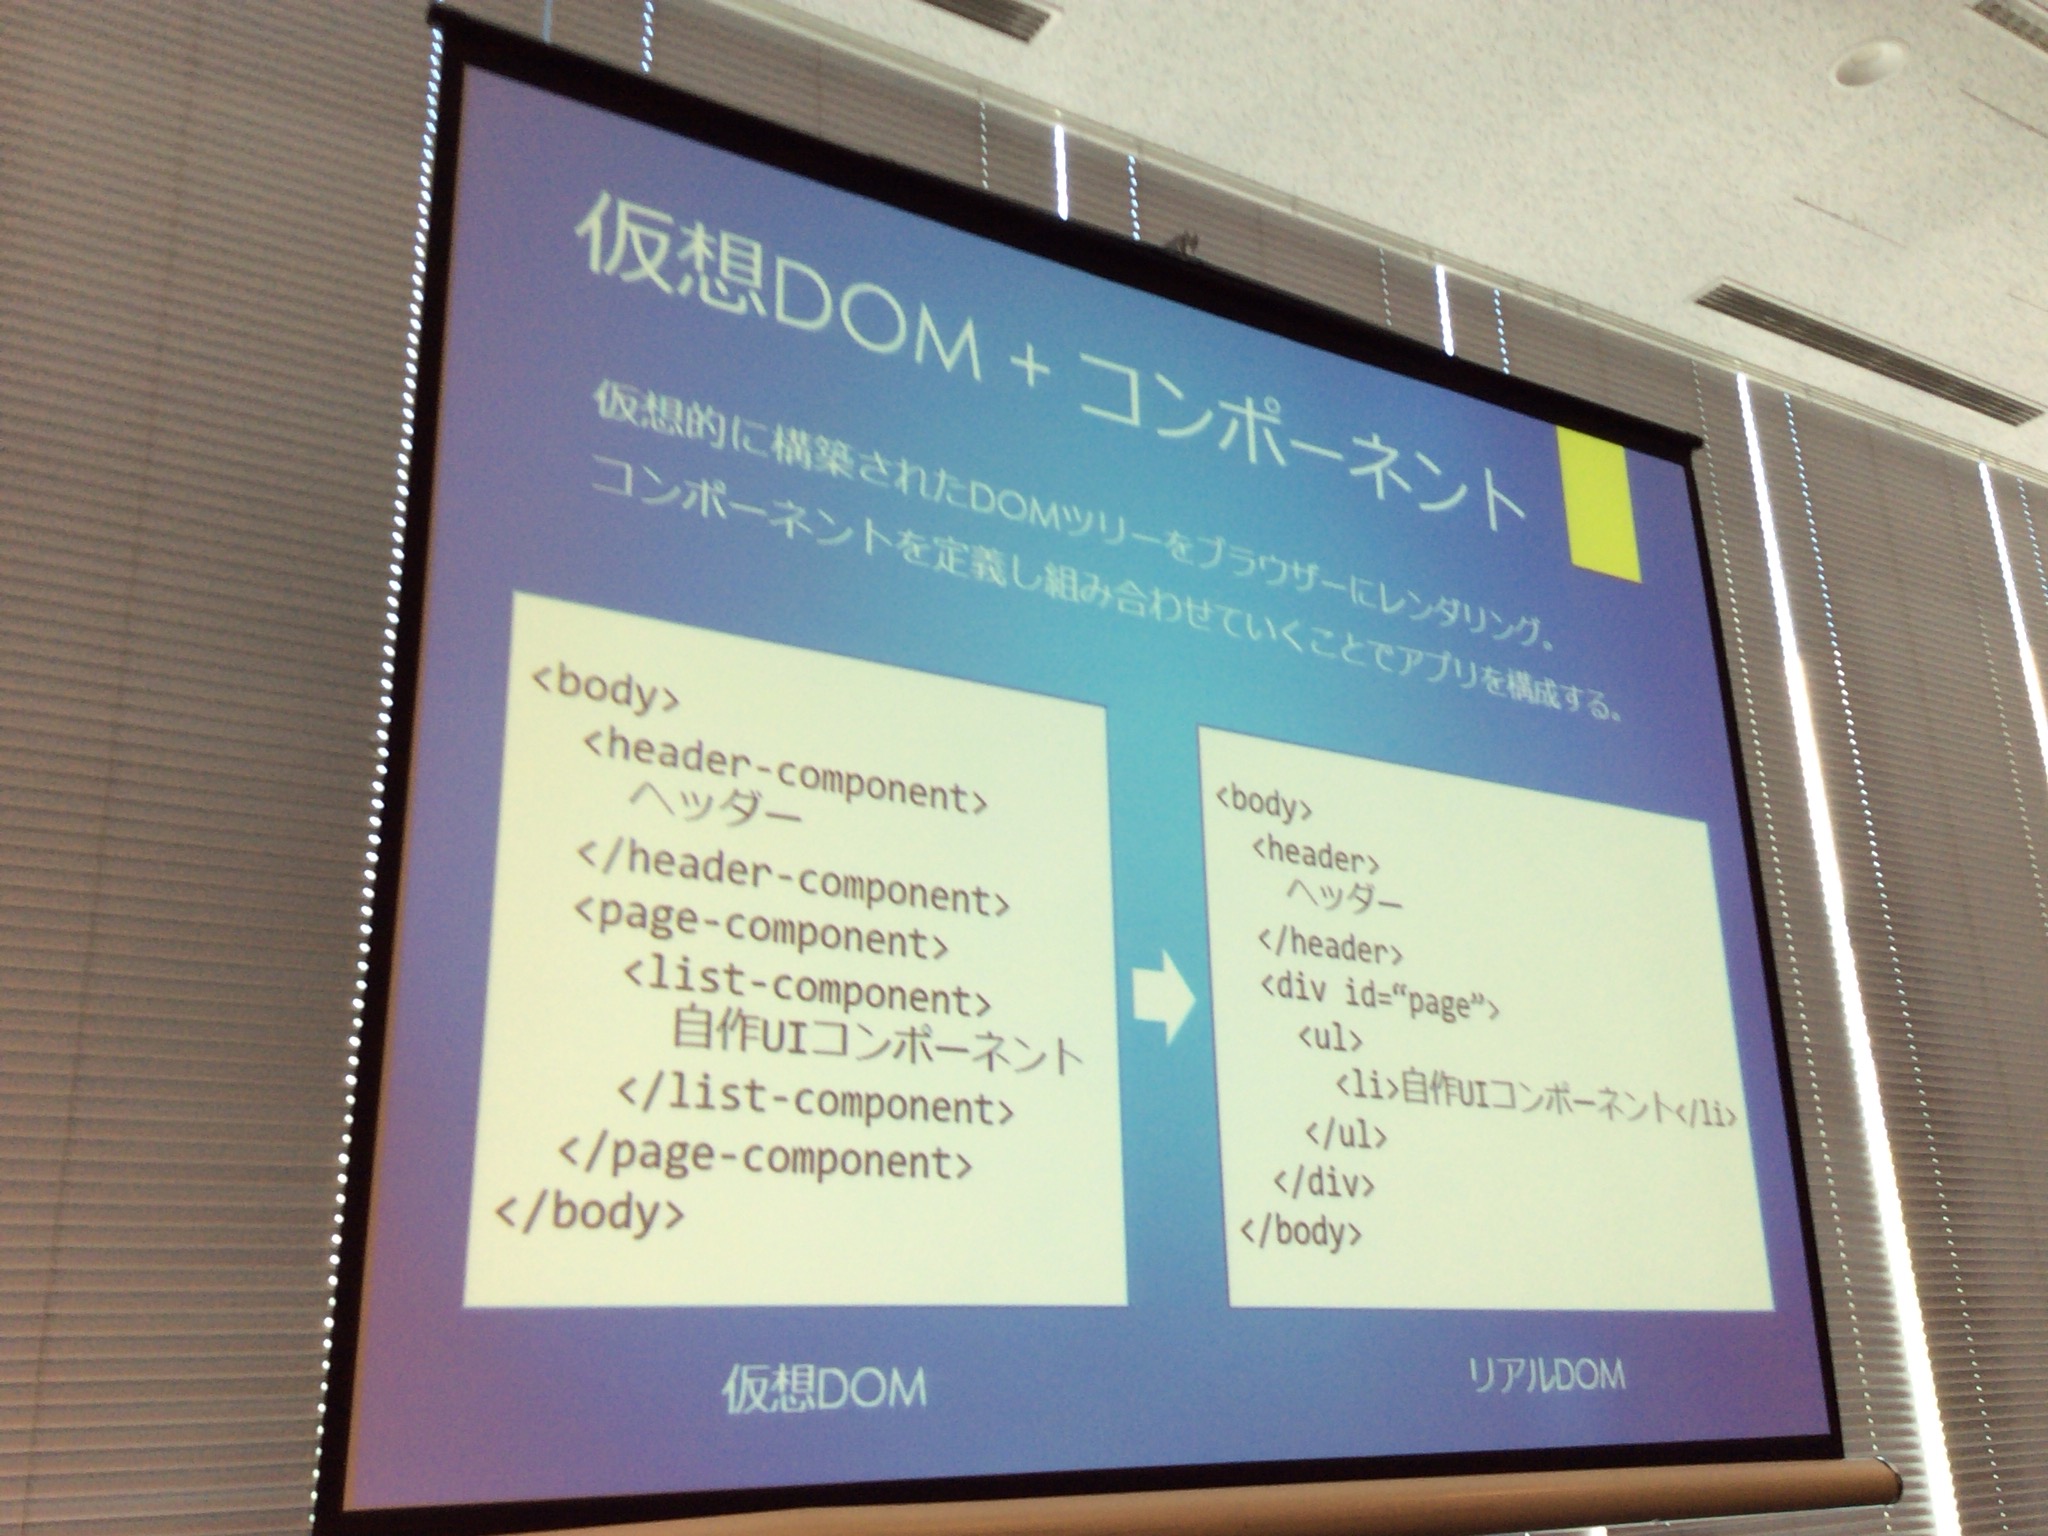 仮想DOM + コンポーネント
仮想的に構築されたDOMツリーをブラウザーにレンダリング。
コンポーネントを定義し組み合わせていくことでアプリを構成する。
<body>
<header-component>
ヘッダー
</header-component>
<page-component>
<list-component>
自作UIコンポーネント
</list-component>
</page-component>
</body>
仮想DOM
<body>
<header>
ヘッダー
</header>
<div id=“page”>
<ul>
<li>自作UIコンポーネント</li>
</ul>
</div>
</body>
リアルDOM